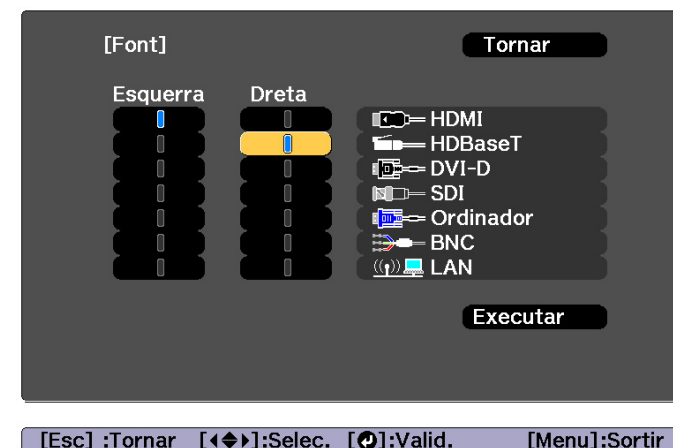 [Font] Tornar
Esquerra Dreta
HDMI
HDBaseT
DVI-D
SDI
Ordinador
BNC
LAN
Executar
[Esc] :Tornar []:Selec. []:Valid. [Menu]:Sortir